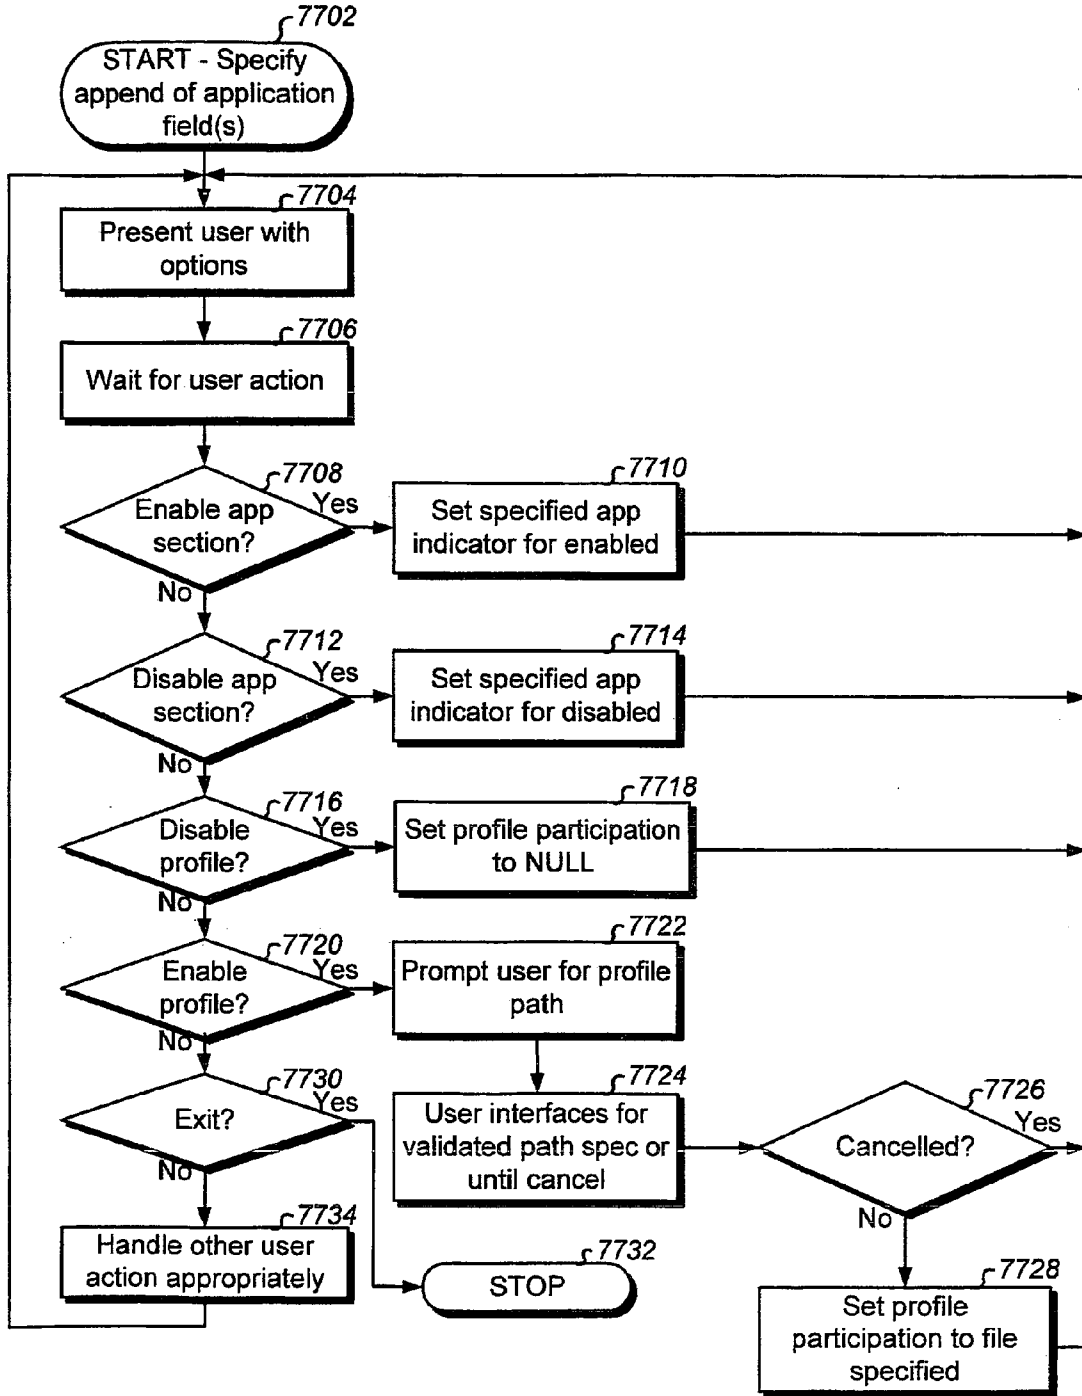 7702
START - Specify
append of application
field(s)
7704
Present user with
options
7706
Wait for user action
7708
Enable app
section?
Yes
No
7710
Set specified app
indicator for enabled
7712
Disable app
section?
Yes
No
7714
Set specified app
indicator for disabled
7716
Disable
profile?
Yes
No
7718
Set profile participation
to NULL
7720
Enable
profile?
Yes
No
7722
Prompt user for profile
path
7724
User interfaces for
validated path spec or
until cancel
7726
Cancelled?
Yes
No
7728
Set profile
participation to file
specified
7730
Exit?
Yes
No
7732
STOP
7734
Handle other user
action appropriately